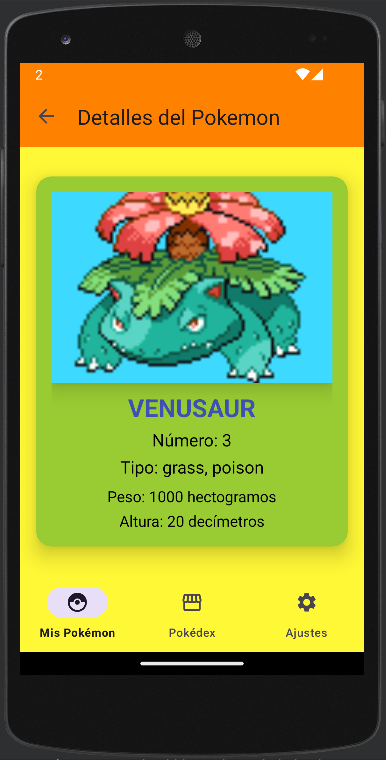 2
Detalles del Pokemon
VENUSAUR
Número: 3
Tipo: grass, poison
Peso: 1000 hectogramos
Altura: 20 decímetros
Mis Pokémon
Pokédex
Ajustes